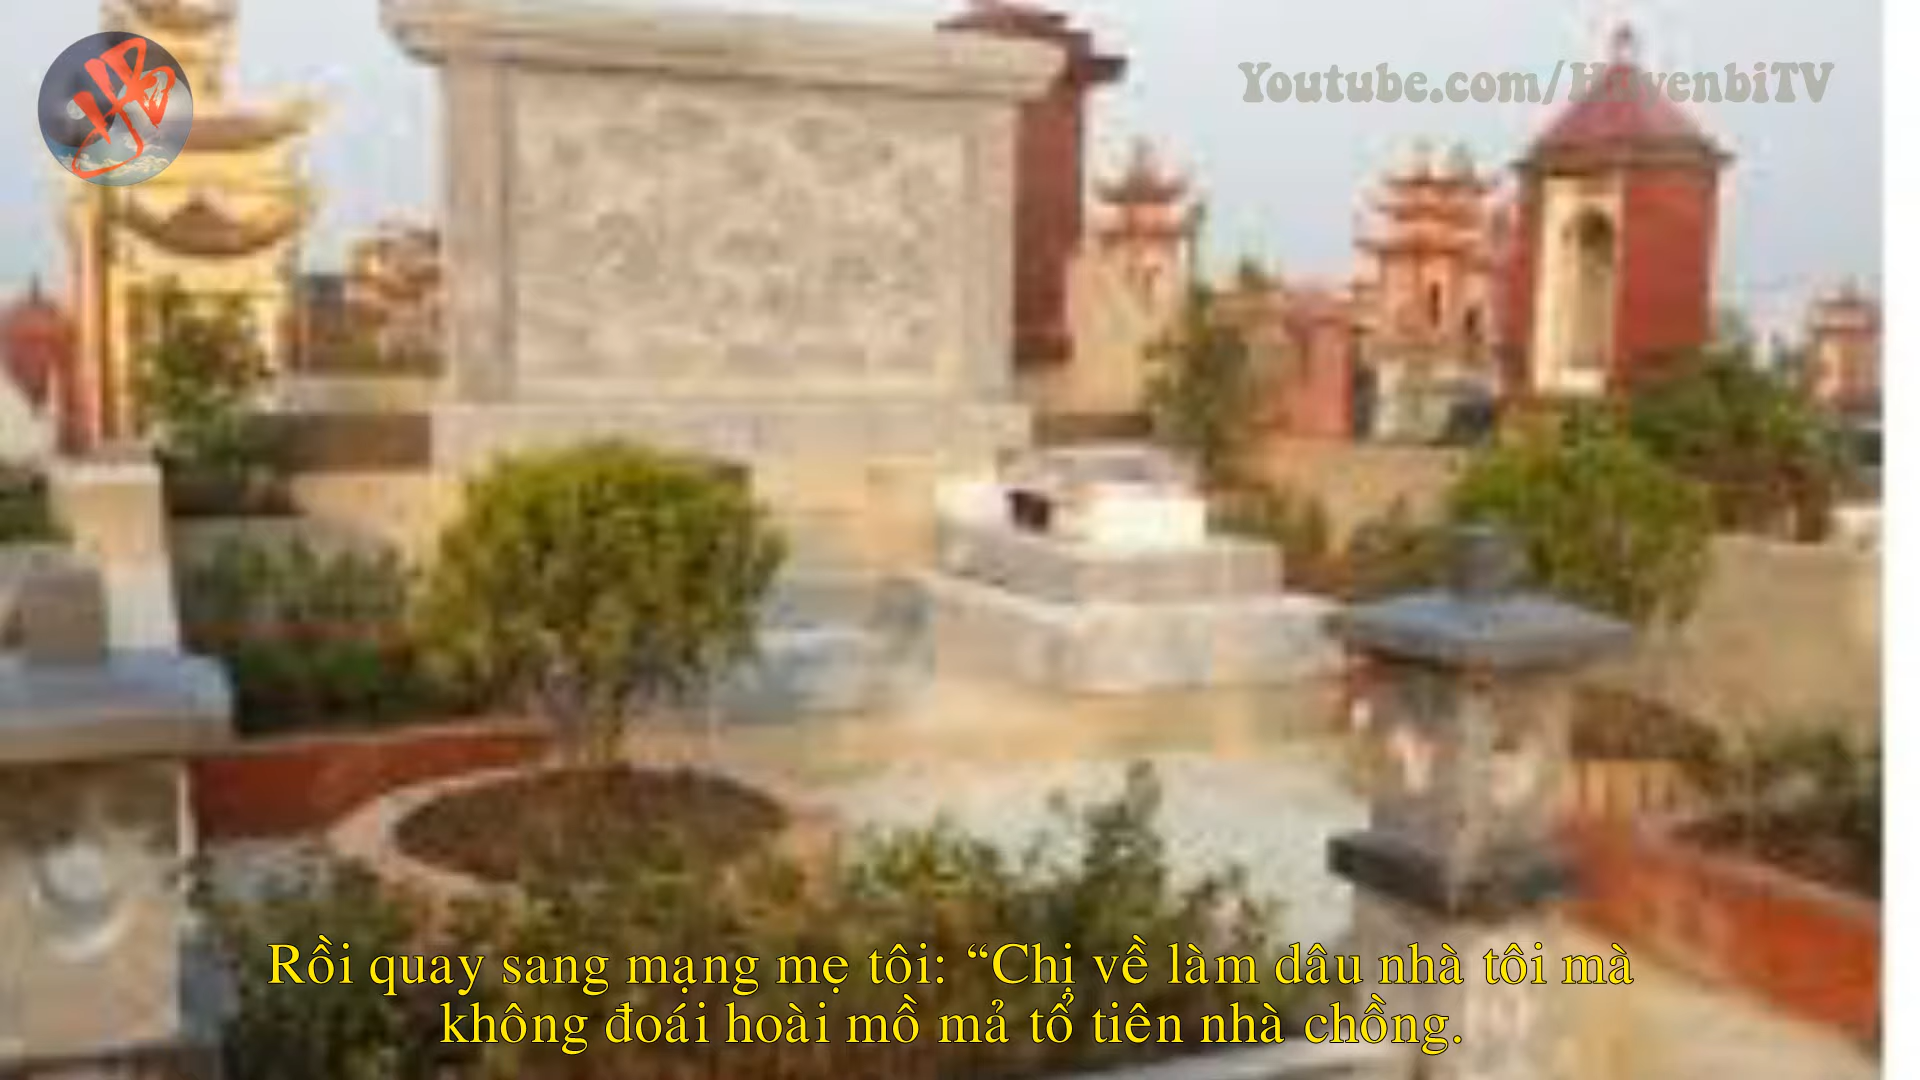 Youtube.com/HuyenbiTV
Rồi quay sang mạng mẹ tôi: “Chị về làm dâu nhà tôi mà
không đoái hoài mồ mả tổ tiên nhà chồng.